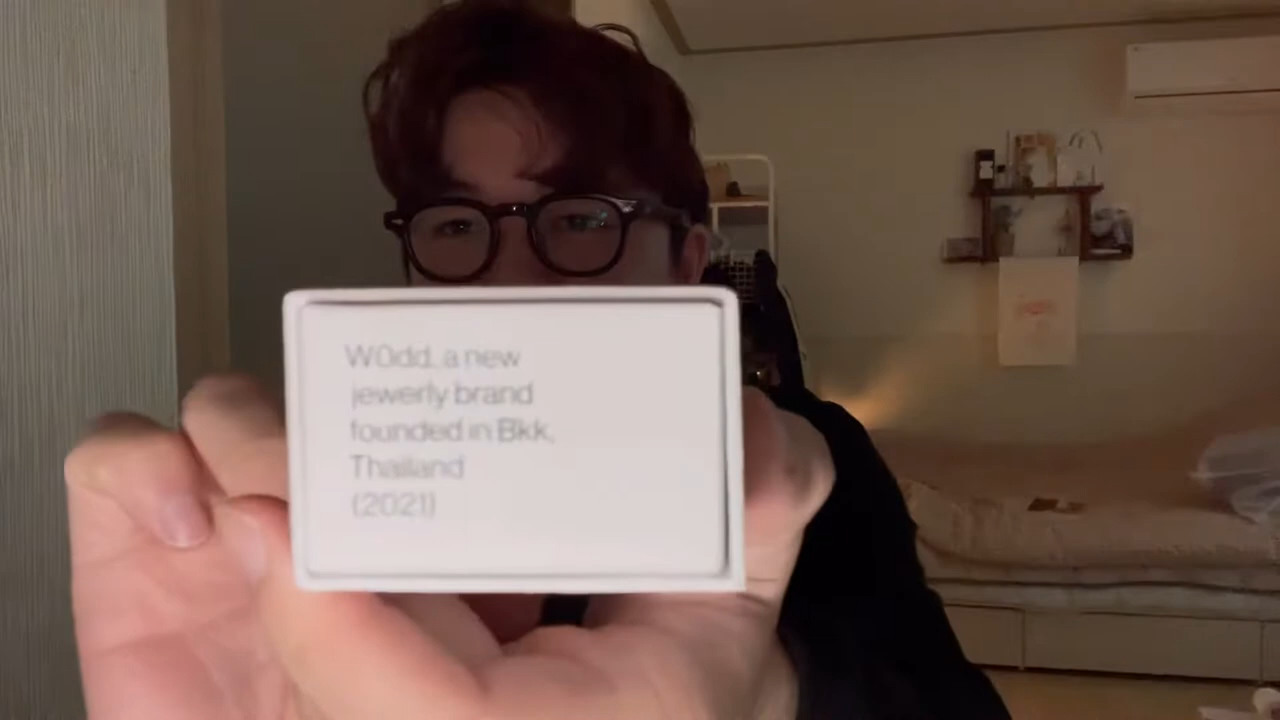 W0dd, a new
jewerly brand
founded in Bkk,
Thailand
(2021)